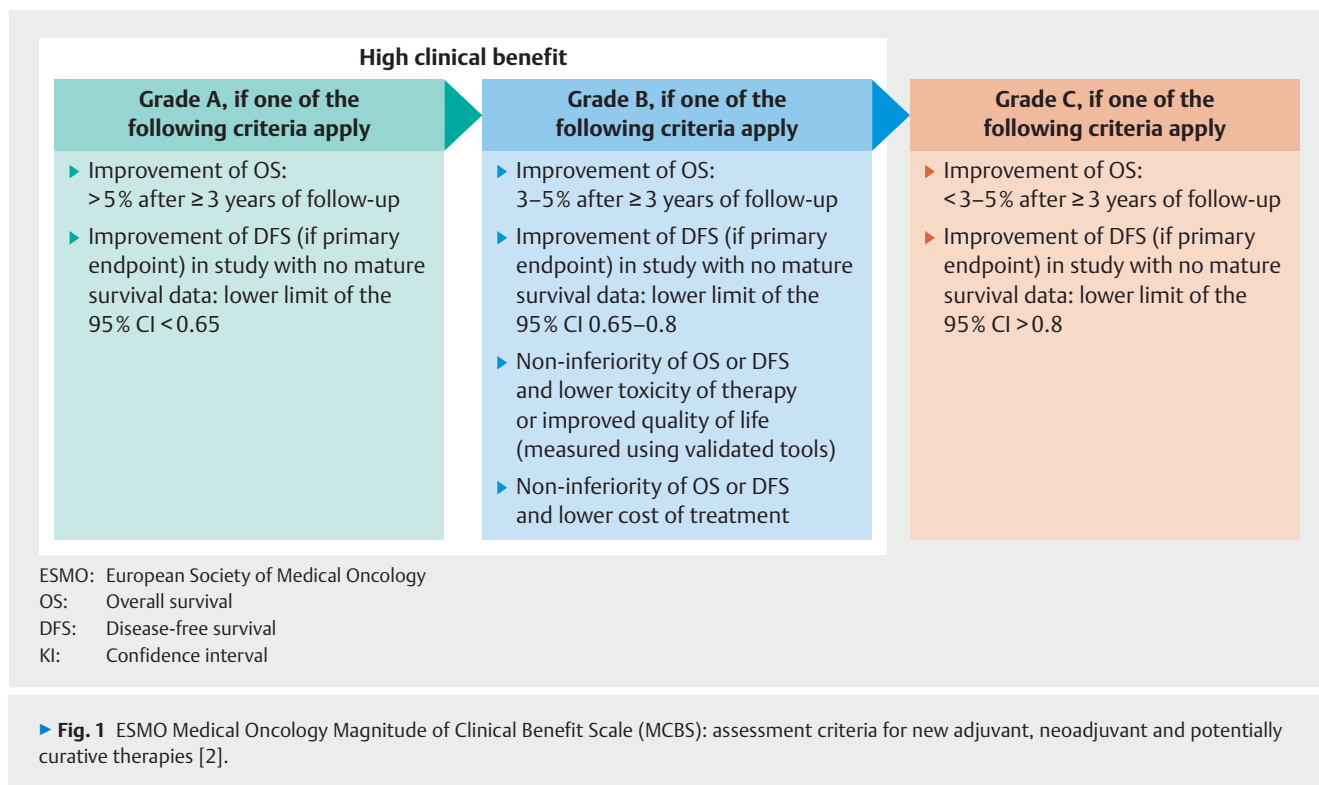 High clinical benefit
Grade A, if one of the
following criteria apply
▶ Improvement of OS:
>5% after ≥3 years of follow-up
▶ Improvement of DFS (if primary
endpoint) in study with no mature
survival data: lower limit of the
95% CI <0.65
Grade B, if one of the
following criteria apply
▶ Improvement of OS:
3–5% after ≥3 years of follow-up
▶ Improvement of DFS (if primary
endpoint) in study with no mature
survival data: lower limit of the
95% CI 0.65–0.8
▶ Non-inferiority of OS or DFS
and lower toxicity of therapy
or improved quality of life
(measured using validated tools)
▶ Non-inferiority of OS or DFS
and lower cost of treatment
Grade C, if one of the
following criteria apply
▶ Improvement of OS:
<3–5% after ≥3 years of follow-up
▶ Improvement of DFS (if primary
endpoint) in study with no mature
survival data: lower limit of the
95% CI >0.8
ESMO: European Society of Medical Oncology
OS: Overall survival
DFS: Disease-free survival
KI: Confidence interval
▶ Fig. 1 ESMO Medical Oncology Magnitude of Clinical Benefit Scale (MCBS): assessment criteria for new adjuvant, neoadjuvant and potentially
curative therapies [2].